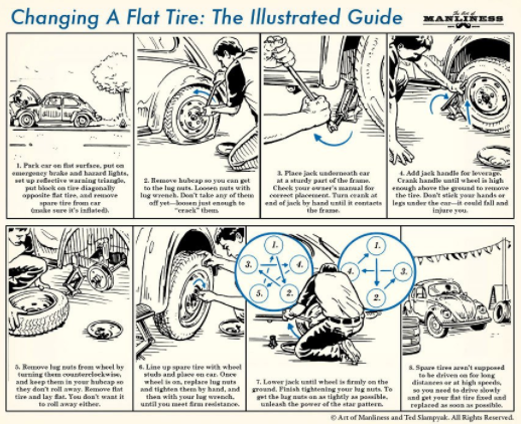 Changing A Flat Tire: The Illustrated Guide
The Art of
MANLINESS
1. Park car on flat surface, put on
emergency brake and hazard lights,
set up reflective warning triangle,
put block on tire diagonally
opposite flat tire, and remove
spare tire from car
(make sure it's inflated).
2. Remove hubcap so you can get
to the lug nuts. Loosen nuts with
lug wrench. Don't take any of them
off yet—loosen just enough to
"crack" them.
3. Place jack underneath car
at a sturdy part of the frame.
Check your owner's manual for
correct placement. Turn crank at
end of jack by hand until it contacts
the frame.
4. Add jack handle for leverage.
Crank handle until wheel is high
enough above the ground to remove
the tire. Don't stick your hands or
legs under the car—it could fall and
injure you.
5. Remove lug nuts from wheel by
turning them counterclockwise,
and keep them in your hubcap so
they don't roll away. Remove flat
tire and lay flat. You don't want it
to roll away either.
6. Line up spare tire with wheel
studs and place on car. Once
wheel is on, replace lug nuts
and tighten them by hand, and
then with your lug wrench,
until you meet firm resistance.
1.
3.
4.
5.
2.
1.
4.
3.
2.
7. Lower jack until wheel is firmly on the
ground. Finish tightening your lug nuts. To
get the lug nuts on as tightly as possible,
unleash the power of the star pattern.
8. Spare tires aren't supposed
to be driven on for long
distances or at high speeds,
so you need to drive slowly
and get your flat tire fixed and
replaced as soon as possible.
© Art of Manliness and Ted Slampyak. All Rights Reserved.